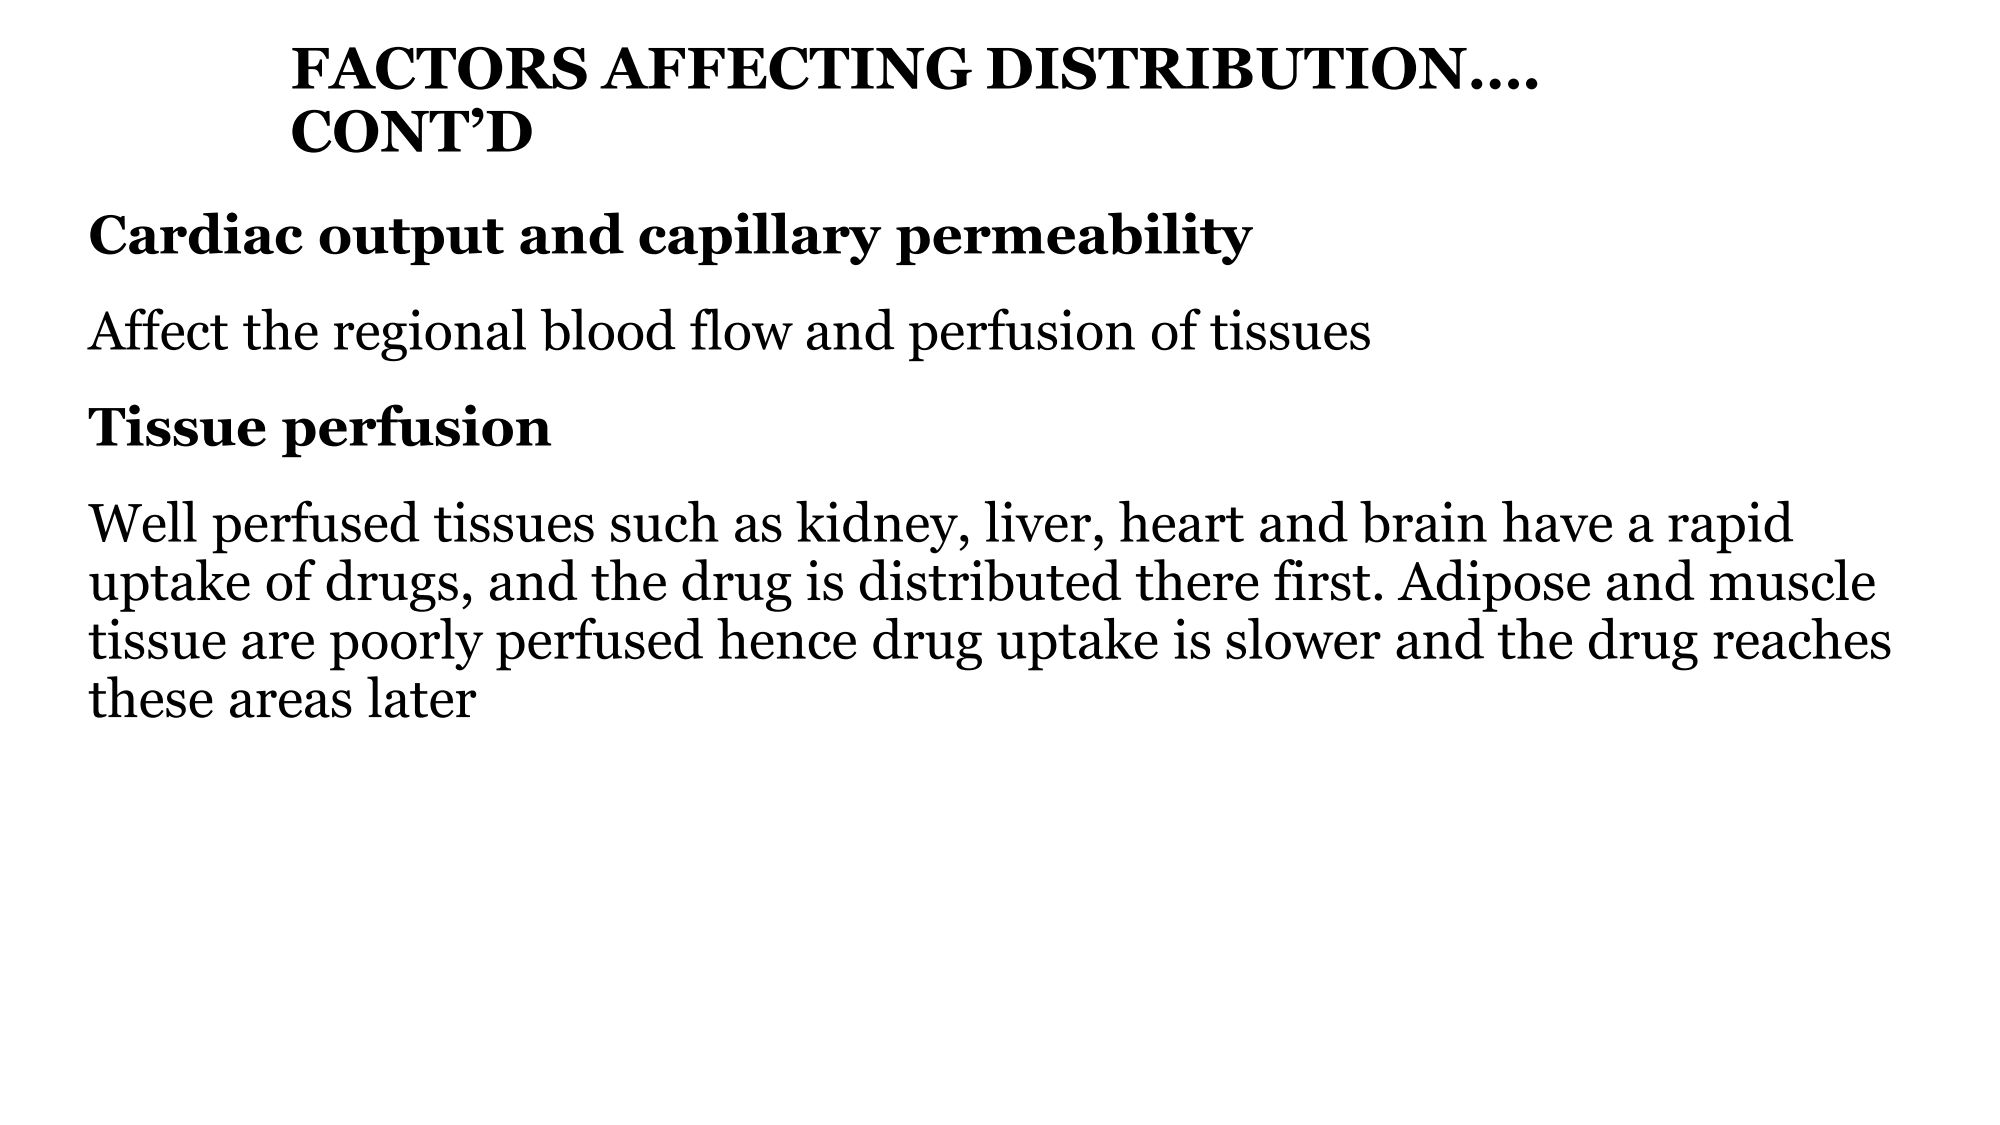 FACTORS AFFECTING DISTRIBUTION….
CONT’D
Cardiac output and capillary permeability
Affect the regional blood flow and perfusion of tissues
Tissue perfusion
Well perfused tissues such as kidney, liver, heart and brain have a rapid
uptake of drugs, and the drug is distributed there first. Adipose and muscle
tissue are poorly perfused hence drug uptake is slower and the drug reaches
these areas later